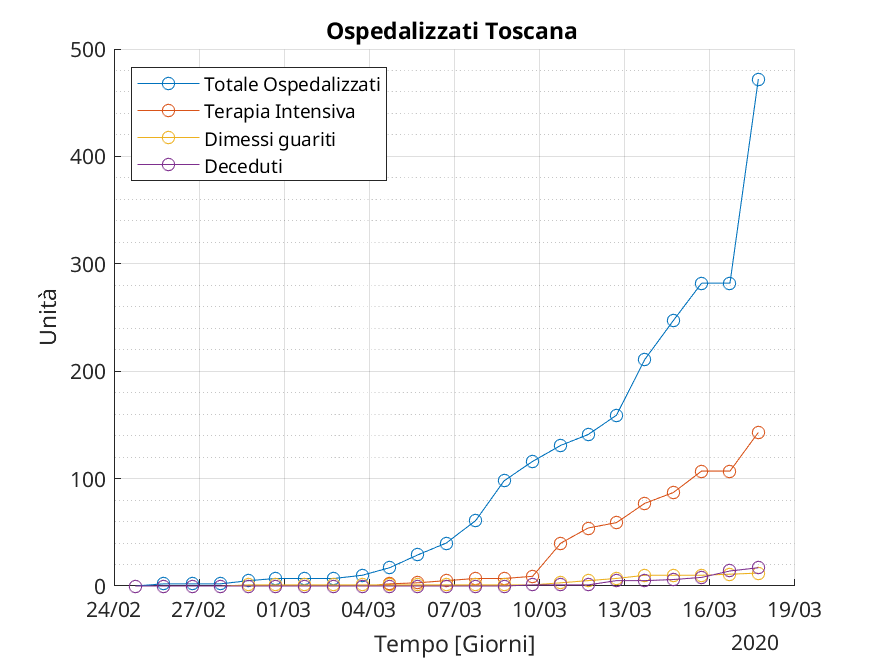 Ospedalizzati Toscana
500
400
300
200
100
0
Unità
Totale Ospedalizzati
Terapia Intensiva
Dimessi guariti
Deceduti
24/02 27/02 01/03 04/03 07/03 10/03 13/03 16/03 19/03
Tempo [Giorni]
2020